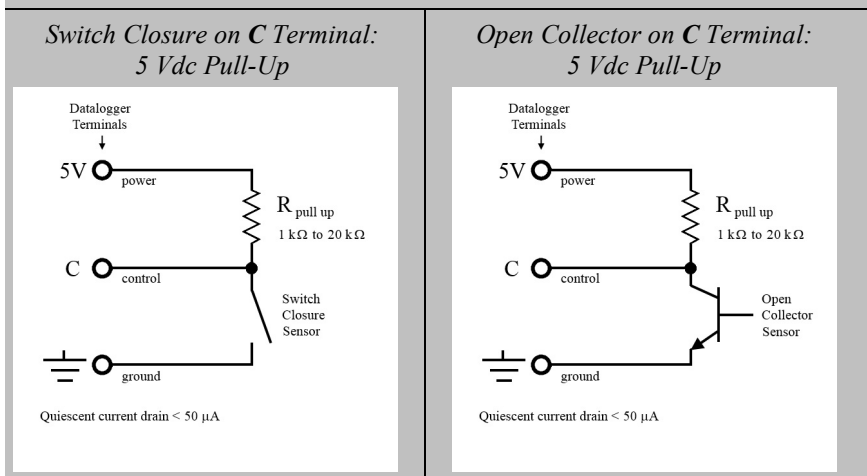 Switch Closure on C Terminal:
5 Vdc Pull-Up
Datalogger
Terminals
5V
power
R pull up
1 kΩ to 20 kΩ
C
control
Switch
Closure
Sensor
ground
Quiescent current drain < 50 µA
Open Collector on C Terminal:
5 Vdc Pull-Up
Datalogger
Terminals
5V
power
R pull up
1 kΩ to 20 kΩ
C
control
Open
Collector
Sensor
ground
Quiescent current drain < 50 µA